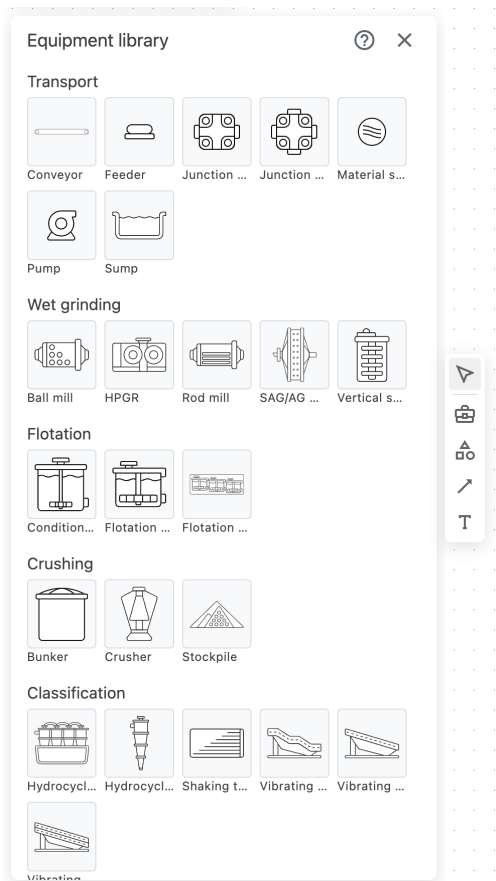 Equipment library
Transport
Conveyor Feeder Junction ... Junction ... Material s...
Pump Sump
Wet grinding
Ball mill HPGR Rod mill SAG/AG ... Vertical s...
Flotation
Condition... Flotation ... Flotation ...
Crushing
Bunker Crusher Stockpile
Classification
Hydrocycl... Hydrocycl... Shaking t... Vibrating ... Vibrating ...
Vibrating
T